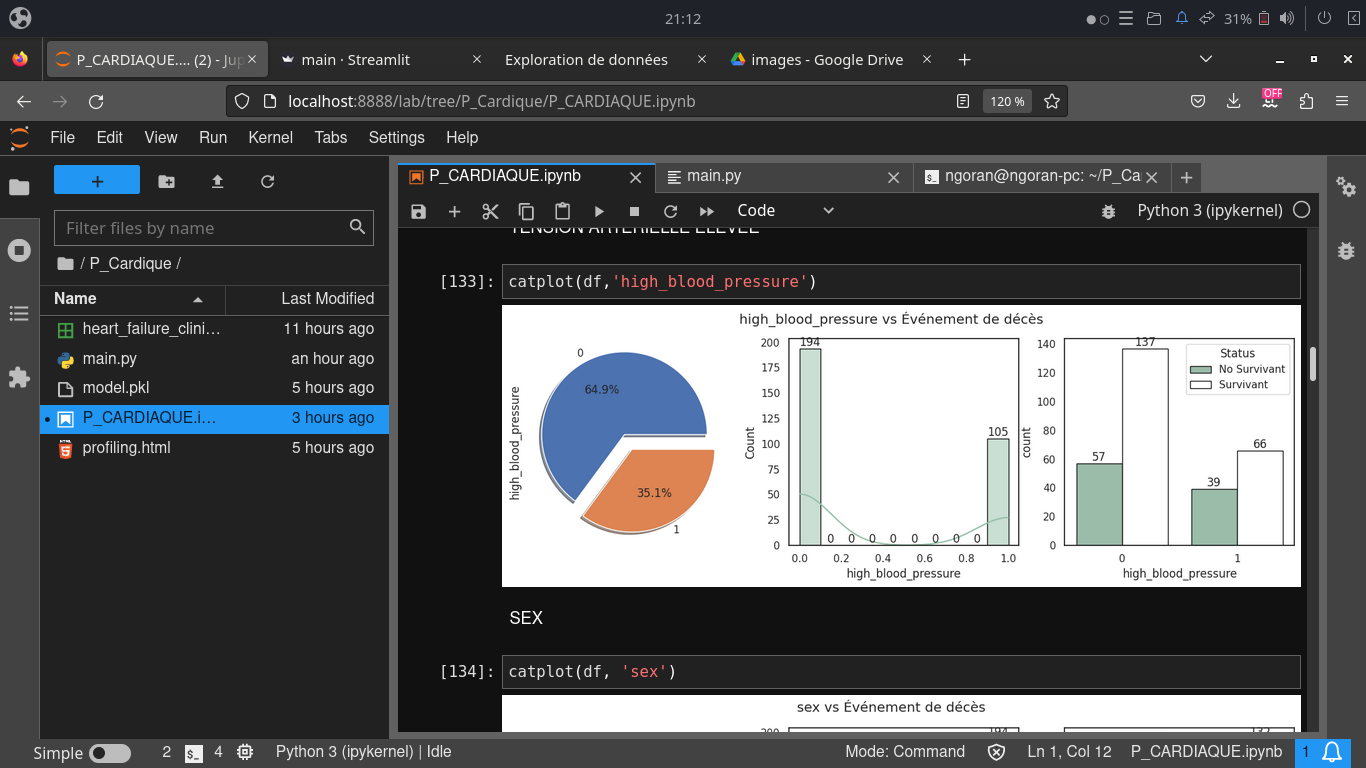 21:12
31%
P_CARDIAQUE.... (2) - Jup
main · Streamlit
Exploration de données
images - Google Drive
localhost:8888/lab/tree/P_Cardique/P_CARDIAQUE.ipynb
120 %
OFF
File Edit View Run Kernel Tabs Settings Help
+
Filter files by name
/ P_Cardique /
Name Last Modified
heart_failure_clini... 11 hours ago
main.py an hour ago
model.pkl 5 hours ago
P_CARDIAQUE.i... 3 hours ago
profiling.html 5 hours ago
P_CARDIAQUE.ipynb
main.py
ngoran@ngoran-pc: ~/P_Ca
Code
Python 3 (ipykernel)
TENSION ARTERIELLE ELEVEE
[133]: catplot(df,'high_blood_pressure')
high_blood_pressure vs Événement de décès
high_blood_pressure
0
64.9%
35.1%
1
Count
200
175
150
125
100
75
50
25
0
194
0 0 0 0 0 0 0 0
105
0.0 0.2 0.4 0.6 0.8 1.0
high_blood_pressure
count
140
120
100
80
60
40
20
0
137
57
39
66
Status
No Survivant
Survivant
0 1
high_blood_pressure
SEX
[134]: catplot(df, 'sex')
sex vs Événement de décès
200
194
132
Simple
2
4
Python 3 (ipykernel) | Idle
Mode: Command
Ln 1, Col 12
P_CARDIAQUE.ipynb
1